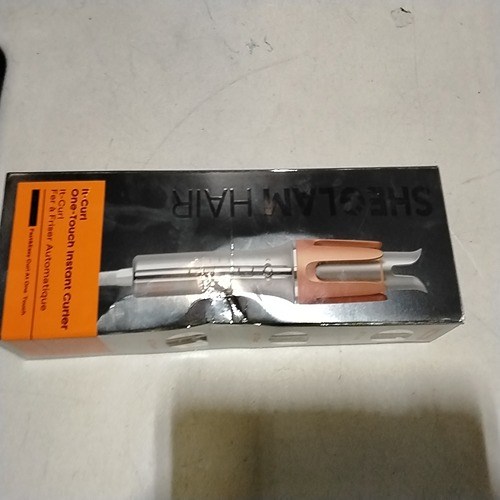 SHEGLAM HAIR
It-Curl
One-Touch Instant Curler
It-Curl
Fer à Friser Automatique